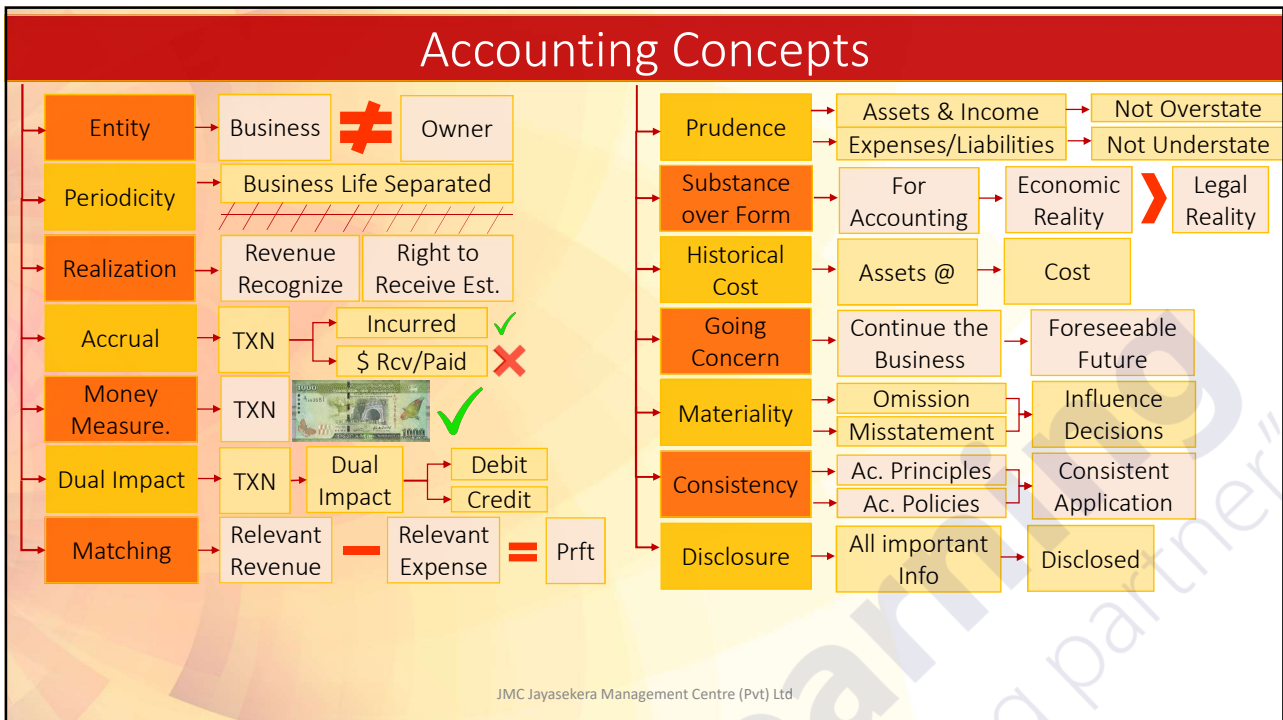 Accounting Concepts
Entity
Business
≠
Owner
Periodicity
Business Life Separated
Realization
Revenue
Recognize
Right to
Receive Est.
Accrual
TXN
Incurred
$ Rcv/Paid
Money
Measure.
TXN
1000
1000
Dual Impact
TXN
Dual
Impact
Debit
Credit
Matching
Relevant
Revenue
Relevant
Expense
=
Prft
Prudence
Assets & Income
Not Overstate
Expenses/Liabilities
Not Understate
Substance
over Form
For
Accounting
Economic
Reality
Legal
Reality
Historical
Cost
Assets @
Cost
Going
Concern
Continue the
Business
Foreseeable
Future
Materiality
Omission
Misstatement
Influence
Decisions
Consistency
Ac. Principles
Ac. Policies
Consistent
Application
Disclosure
All important
Info
Disclosed
JMC Jayasekera Management Centre (Pvt) Ltd